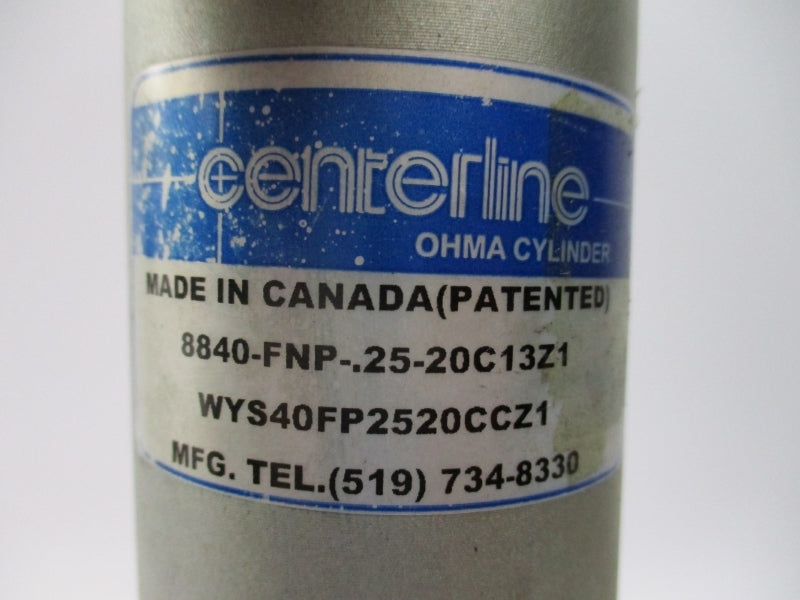 centerline
OHMA CYLINDER
MADE IN CANADA(PATENTED)
8840-FNP-.25-20C13Z1
WYS40FP2520CCZ1
MFG. TEL.(519) 734-8330